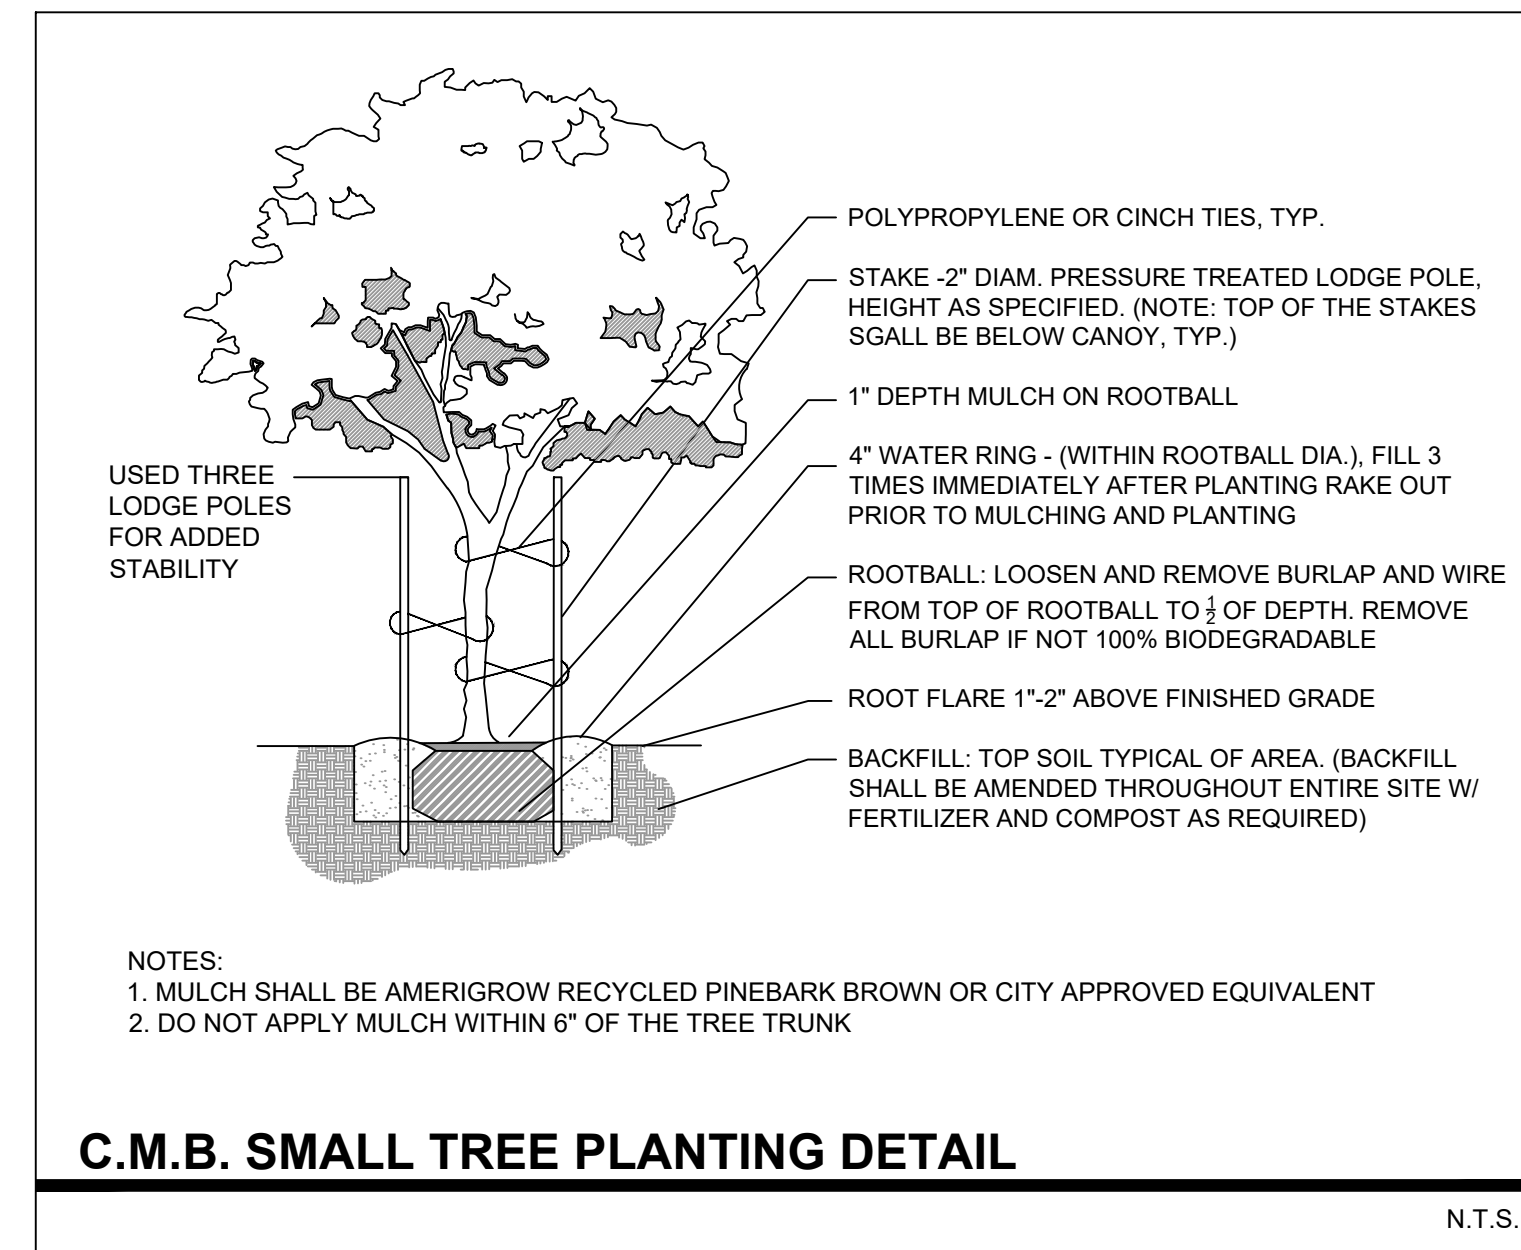 POLYPROPYLENE OR CINCH TIES, TYP.
STAKE -2" DIAM. PRESSURE TREATED LODGE POLE,
HEIGHT AS SPECIFIED. (NOTE: TOP OF THE STAKES
SGALL BE BELOW CANOY, TYP.)
1" DEPTH MULCH ON ROOTBALL
4" WATER RING - (WITHIN ROOTBALL DIA.), FILL 3
TIMES IMMEDIATELY AFTER PLANTING RAKE OUT
PRIOR TO MULCHING AND PLANTING
USED THREE
LODGE POLES
FOR ADDED
STABILITY
ROOTBALL: LOOSEN AND REMOVE BURLAP AND WIRE
FROM TOP OF ROOTBALL TO ½ OF DEPTH. REMOVE
ALL BURLAP IF NOT 100% BIODEGRADABLE
ROOT FLARE 1"-2" ABOVE FINISHED GRADE
BACKFILL: TOP SOIL TYPICAL OF AREA. (BACKFILL
SHALL BE AMENDED THROUGHOUT ENTIRE SITE W/
FERTILIZER AND COMPOST AS REQUIRED)
NOTES:
1. MULCH SHALL BE AMERIGROW RECYCLED PINEBARK BROWN OR CITY APPROVED EQUIVALENT
2. DO NOT APPLY MULCH WITHIN 6" OF THE TREE TRUNK
C.M.B. SMALL TREE PLANTING DETAIL
N.T.S.